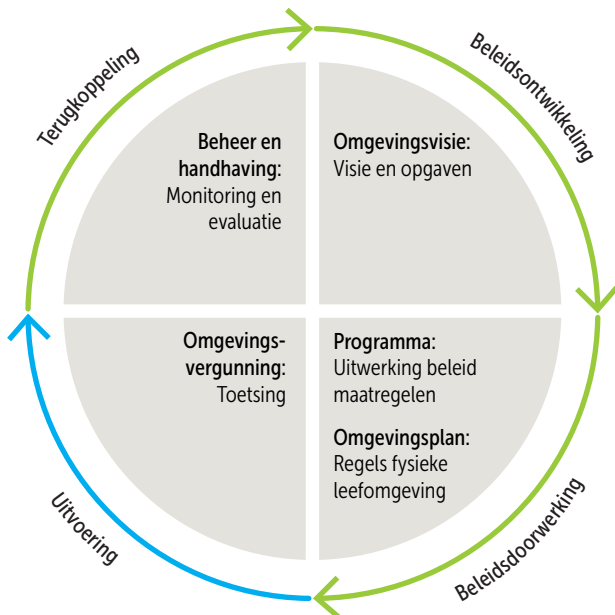 Terugkoppeling
Beleidsontwikkeling
Beheer en
handhaving:
Monitoring en
evaluatie
Omgevingsvisie:
Visie en opgaven
Omgevings-
vergunning:
Toetsing
Programma:
Uitwerking beleid
maatregelen
Omgevingsplan:
Regels fysieke
leefomgeving
Uitvoering
Beleidsdoorwerking